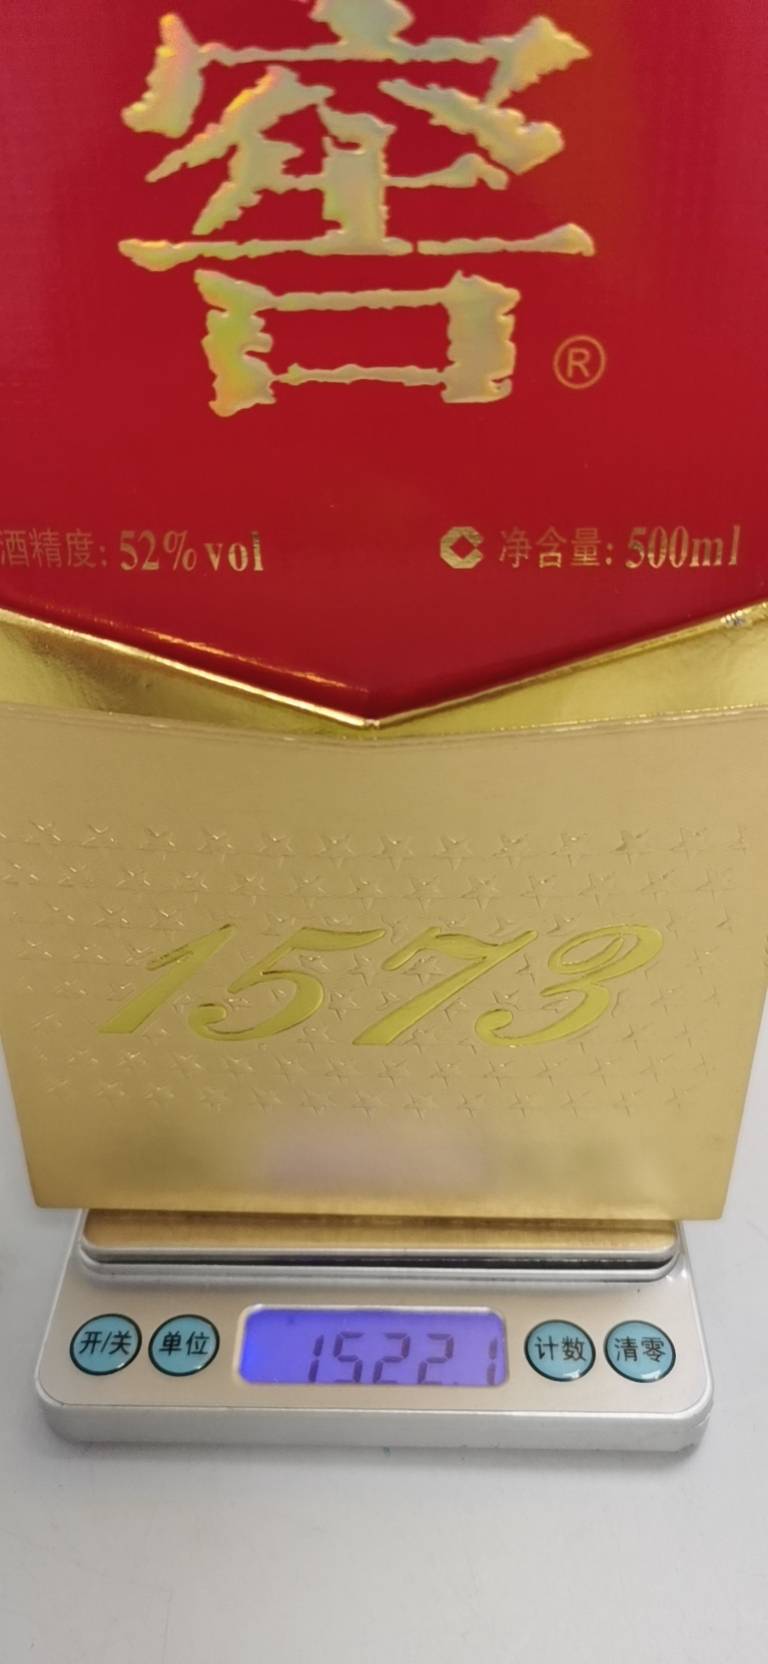 窖
®
酒精度: 52%vol
净含量: 500ml
1573
开/关
单位
1522.1
计数
清零